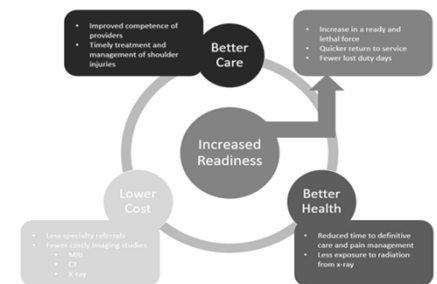 • Improved competence of
providers
• Timely treatment and
management of shoulder
injuries
Better
Care
• Increase in a ready and
lethal force
• Quicker return to service
• Fewer lost duty days
Increased
Readiness
Lower
Cost
• Less specialty referrals
• Fewer costly imaging studies
• MRI
• CT
• X-ray
Better
Health
• Reduced time to definitive
care and pain management
• Less exposure to radiation
from x-ray